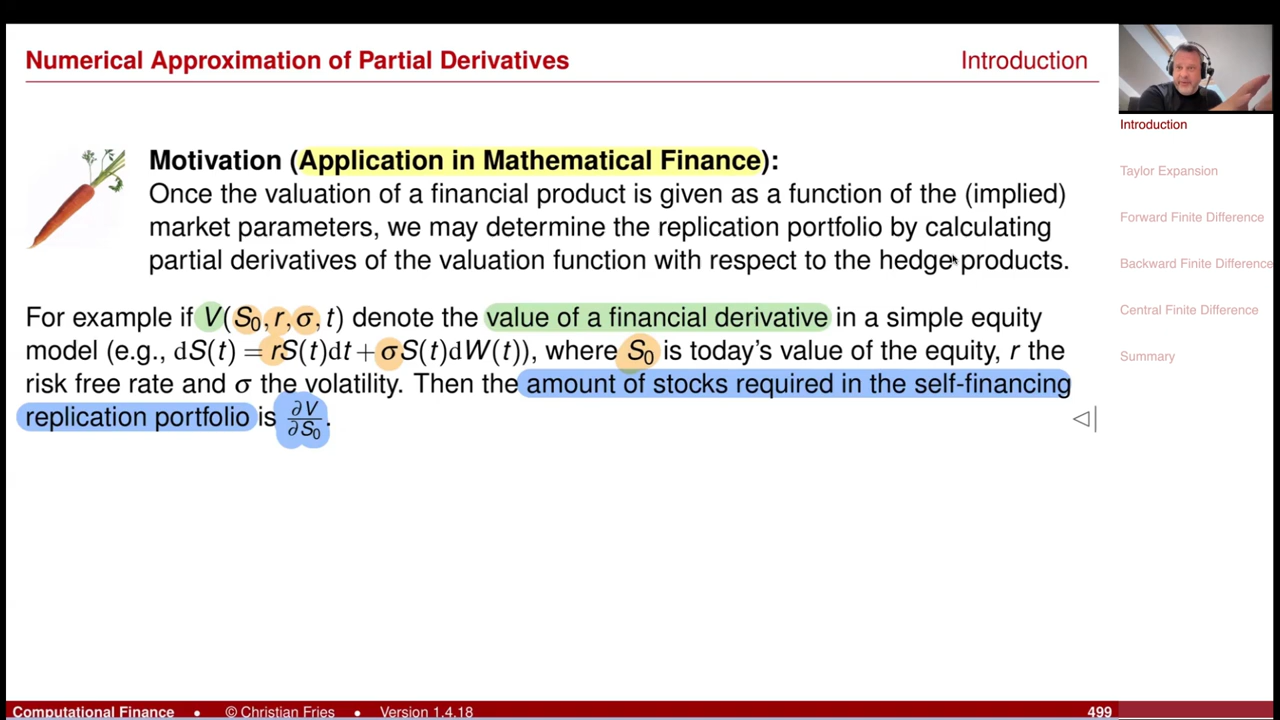 Numerical Approximation of Partial Derivatives
Introduction
Motivation (Application in Mathematical Finance):
Once the valuation of a financial product is given as a function of the (implied)
market parameters, we may determine the replication portfolio by calculating
partial derivatives of the valuation function with respect to the hedge products.
For example if V(S₀, r, σ, t) denote the value of a financial derivative in a simple equity
model (e.g., dS(t) = rS(t)dt + σS(t)dW(t)), where S₀ is today's value of the equity, r the
risk free rate and σ the volatility. Then the amount of stocks required in the self-financing
replication portfolio is ∂V/∂S₀. ◁|
Introduction
Taylor Expansion
Forward Finite Difference
Backward Finite Difference
Central Finite Difference
Summary
Computational Finance • © Christian Fries • Version 1.4.18 499